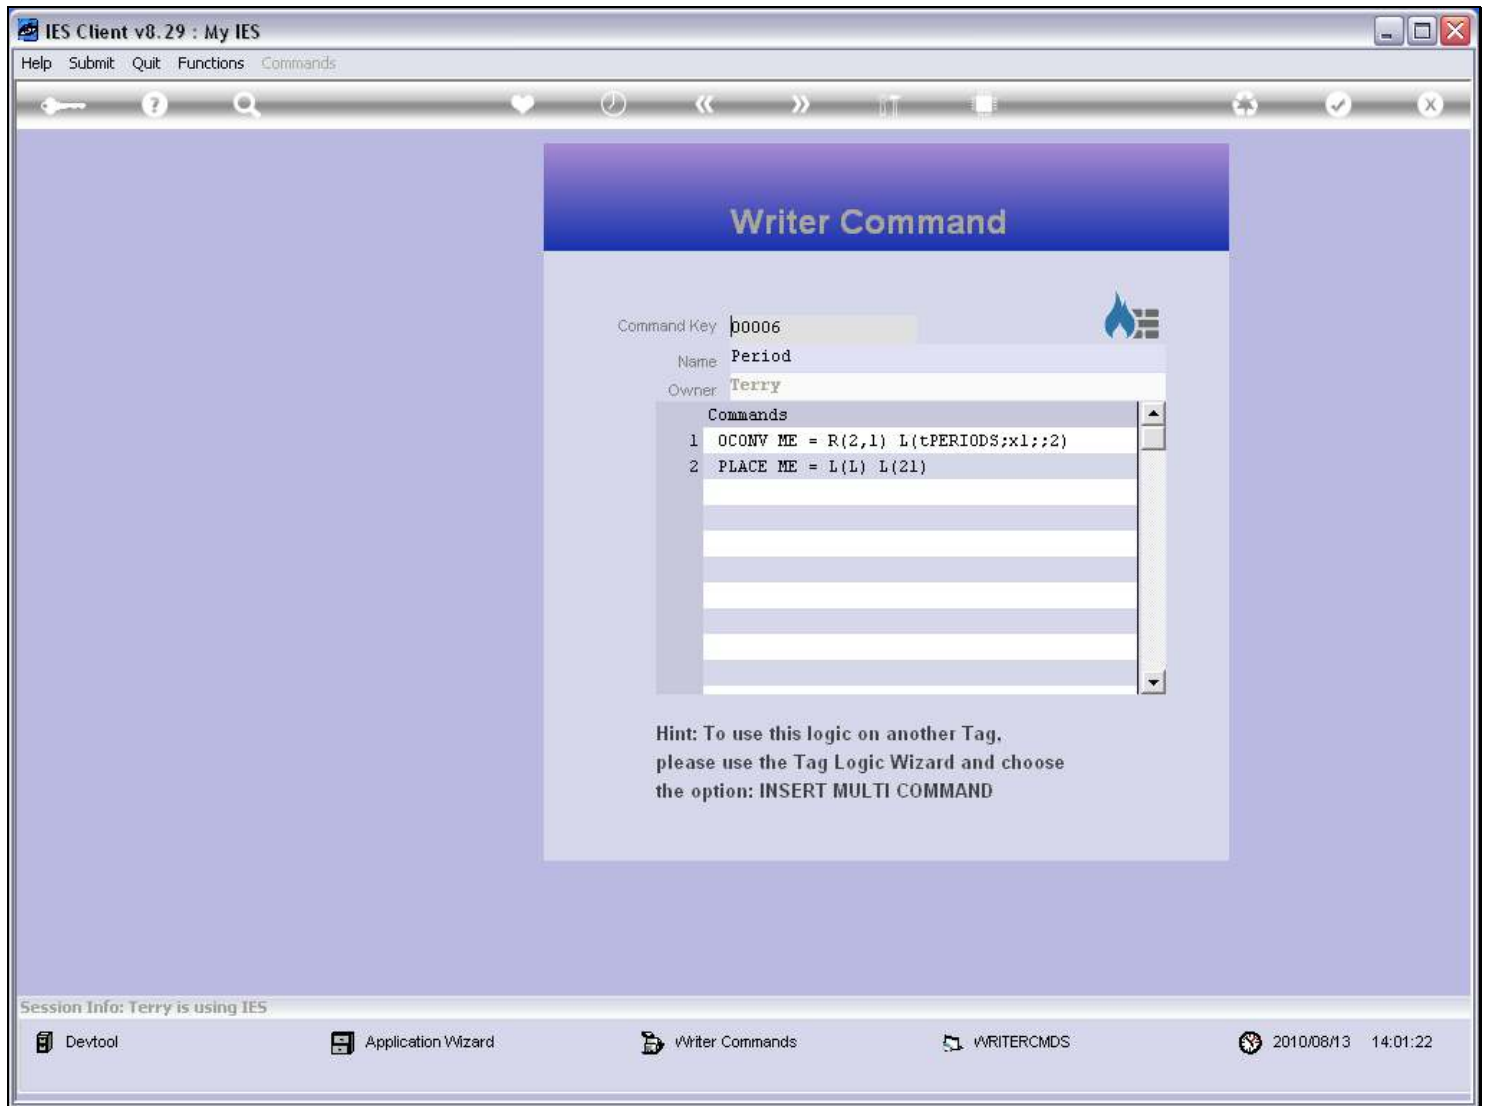 IES Client v8.29 : My IES
Help Submit Quit Functions Commands
Writer Command
Command Key 00006
Name Period
Owner Terry
Commands
1 OCONV ME = R(2,1) L(tPERIODS;x1;;2)
2 PLACE ME = L(L) L(21)
Hint: To use this logic on another Tag,
please use the Tag Logic Wizard and choose
the option: INSERT MULTI COMMAND
Session Info: Terry is using IES
Devtool Application Wizard Writer Commands WRITERCMDS 2010/08/13 14:01:22